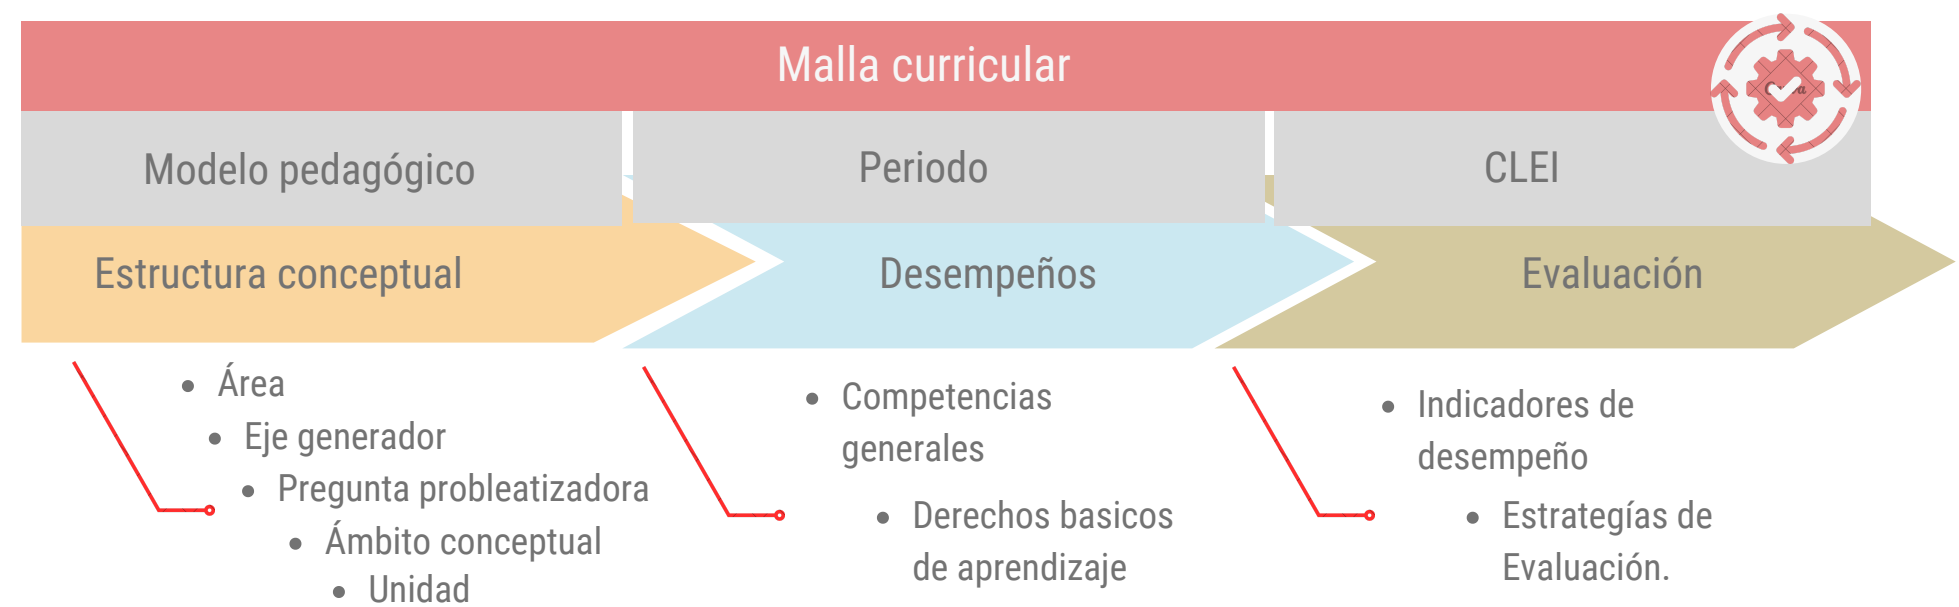 Malla curricular
Modelo pedagógico
Periodo
CLEI
Estructura conceptual
Desempeños
Evaluación
• Área
• Eje generador
• Pregunta probleatizadora
• Ámbito conceptual
• Unidad
• Competencias
generales
• Derechos basicos
de aprendizaje
• Indicadores de
desempeño
• Estrategías de
Evaluación.